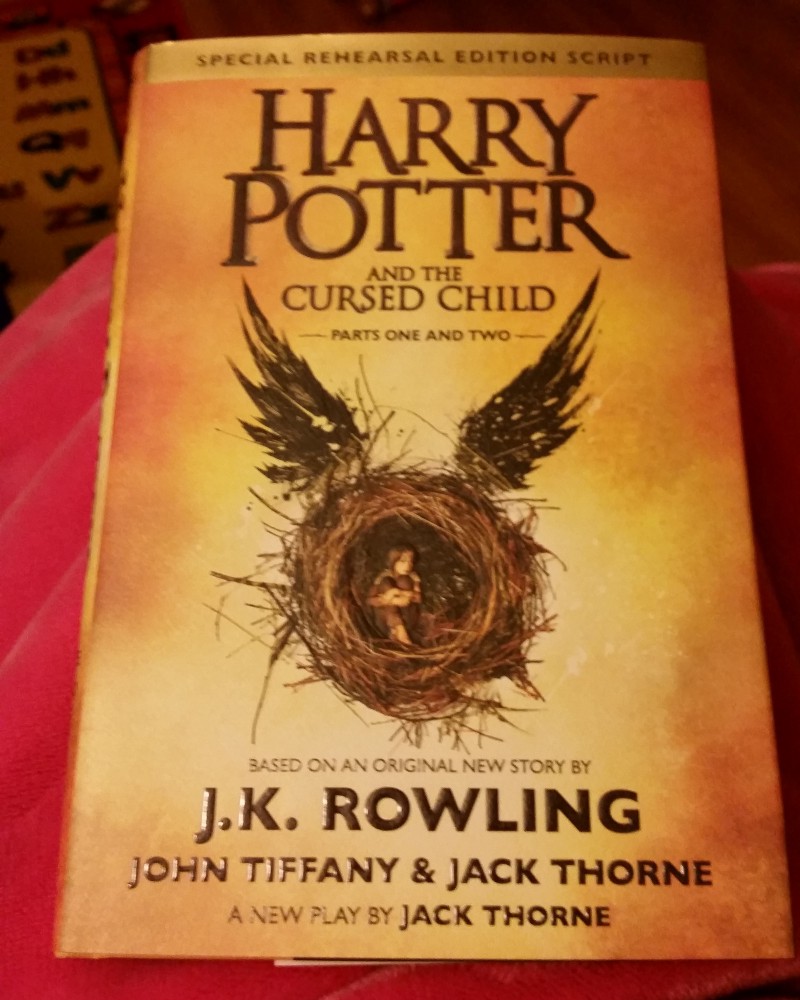 SPECIAL REHEARSAL EDITION SCRIPT
HARRY
POTTER
AND THE
CURSED CHILD
PARTS ONE AND TWO
BASED ON AN ORIGINAL NEW STORY BY
J.K. ROWLING
JOHN TIFFANY & JACK THORNE
A NEW PLAY BY JACK THORNE